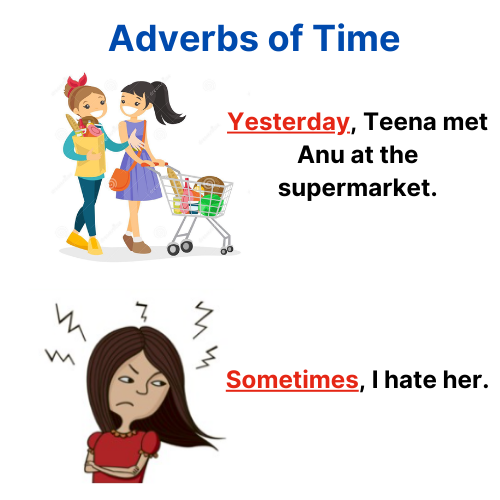 Adverbs of Time
Yesterday, Teena met
Anu at the
supermarket.
Sometimes, I hate her.